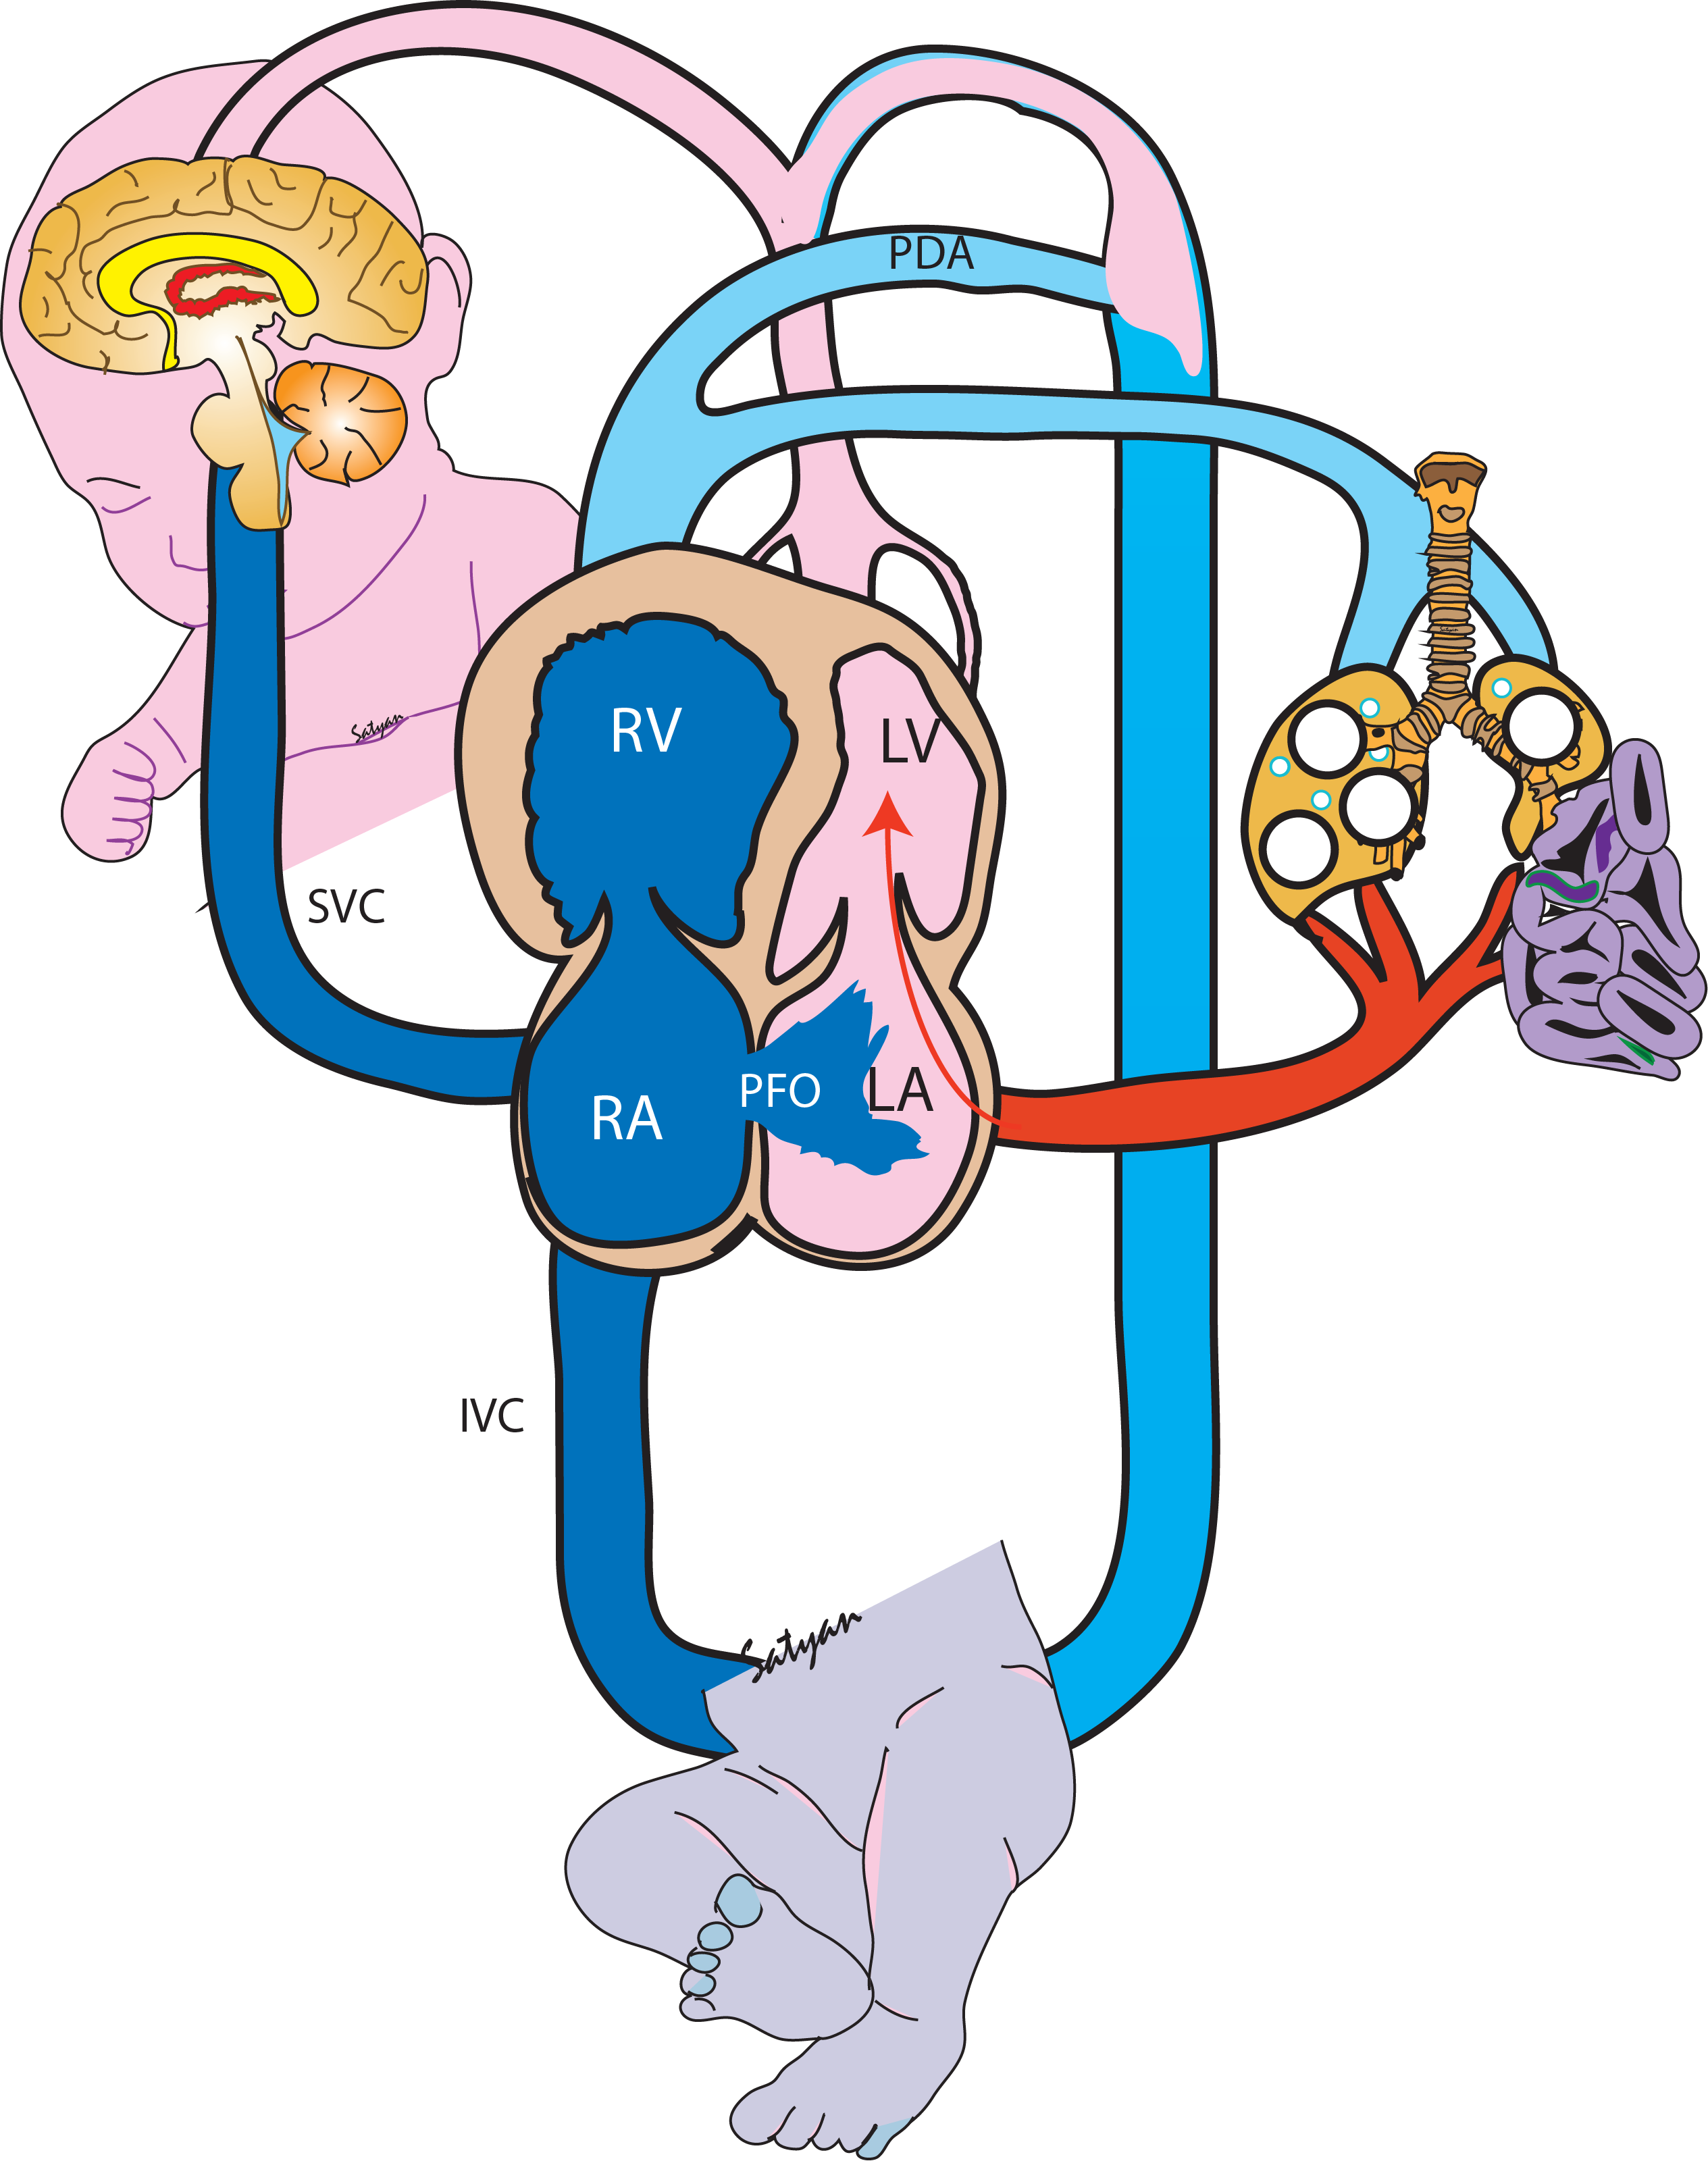 PDA
RV
LV
Satyan
SVC
PFO
LA
RA
IVC
Satyan